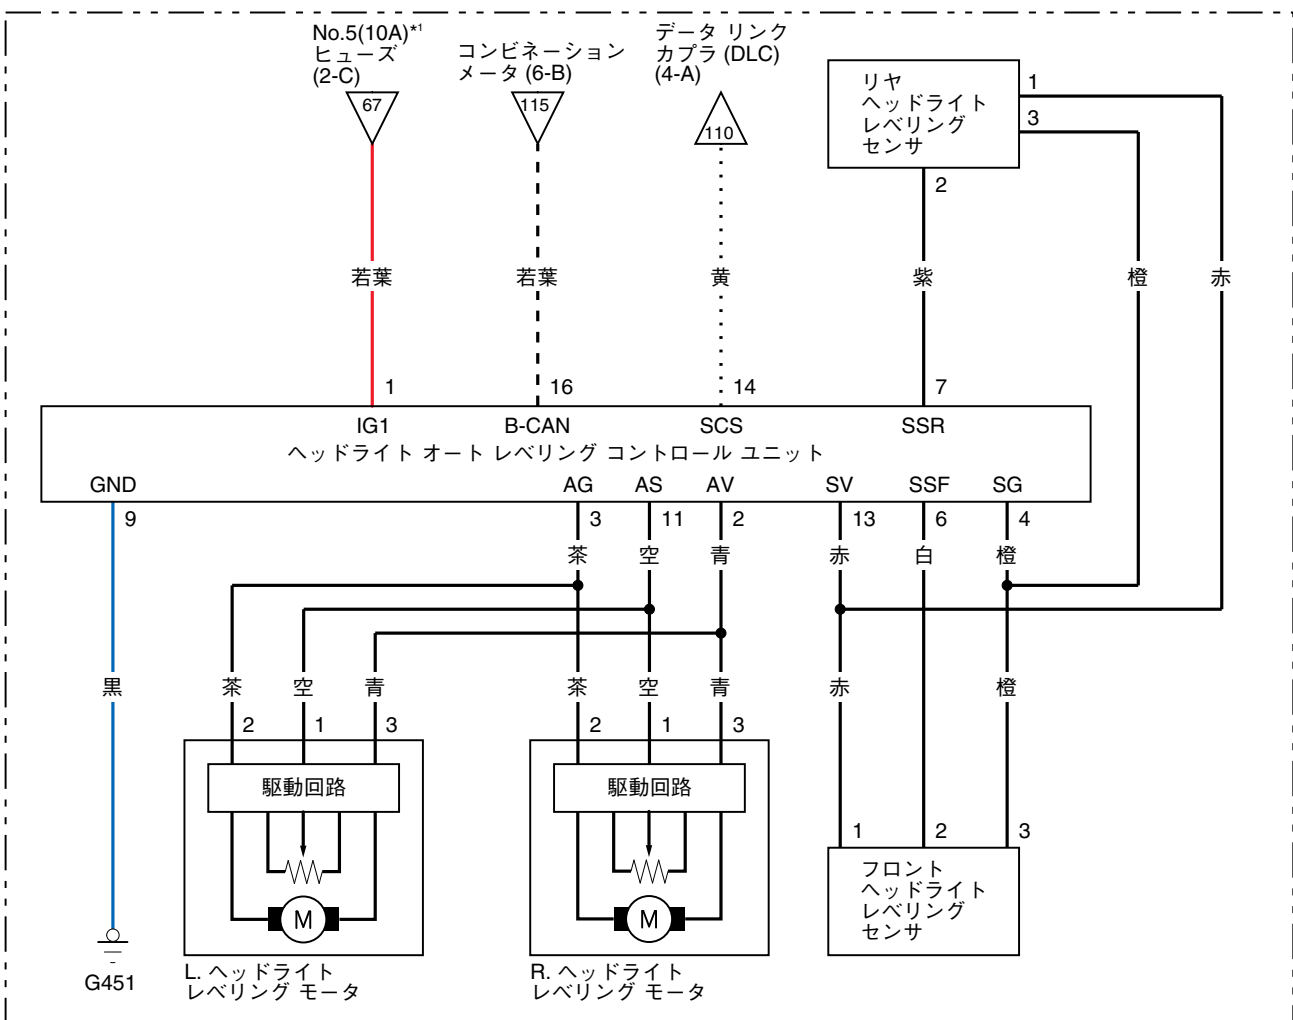 No.5(10A)*1
ヒューズ
(2-C)
67
コンビネーション
メータ (6-B)
115
データ リンク
カプラ (DLC)
(4-A)
110
リヤ
ヘッドライト
レベリング
センサ
1
3
2
若葉
若葉
黄
紫
橙
赤
1
16
14
7
IG1
B-CAN
SCS
SSR
ヘッドライト オート レベリング コントロール ユニット
GND
AG
AS
AV
SV
SSF
SG
9
3
11
2
13
6
4
茶
空
青
赤
白
橙
黒
茶
空
青
茶
空
青
赤
橙
2
1
3
2
1
3
駆動回路
駆動回路
1
2
3
M
M
フロント
ヘッドライト
レベリング
センサ
G451
L. ヘッドライト
レベリング モータ
R. ヘッドライト
レベリング モータ